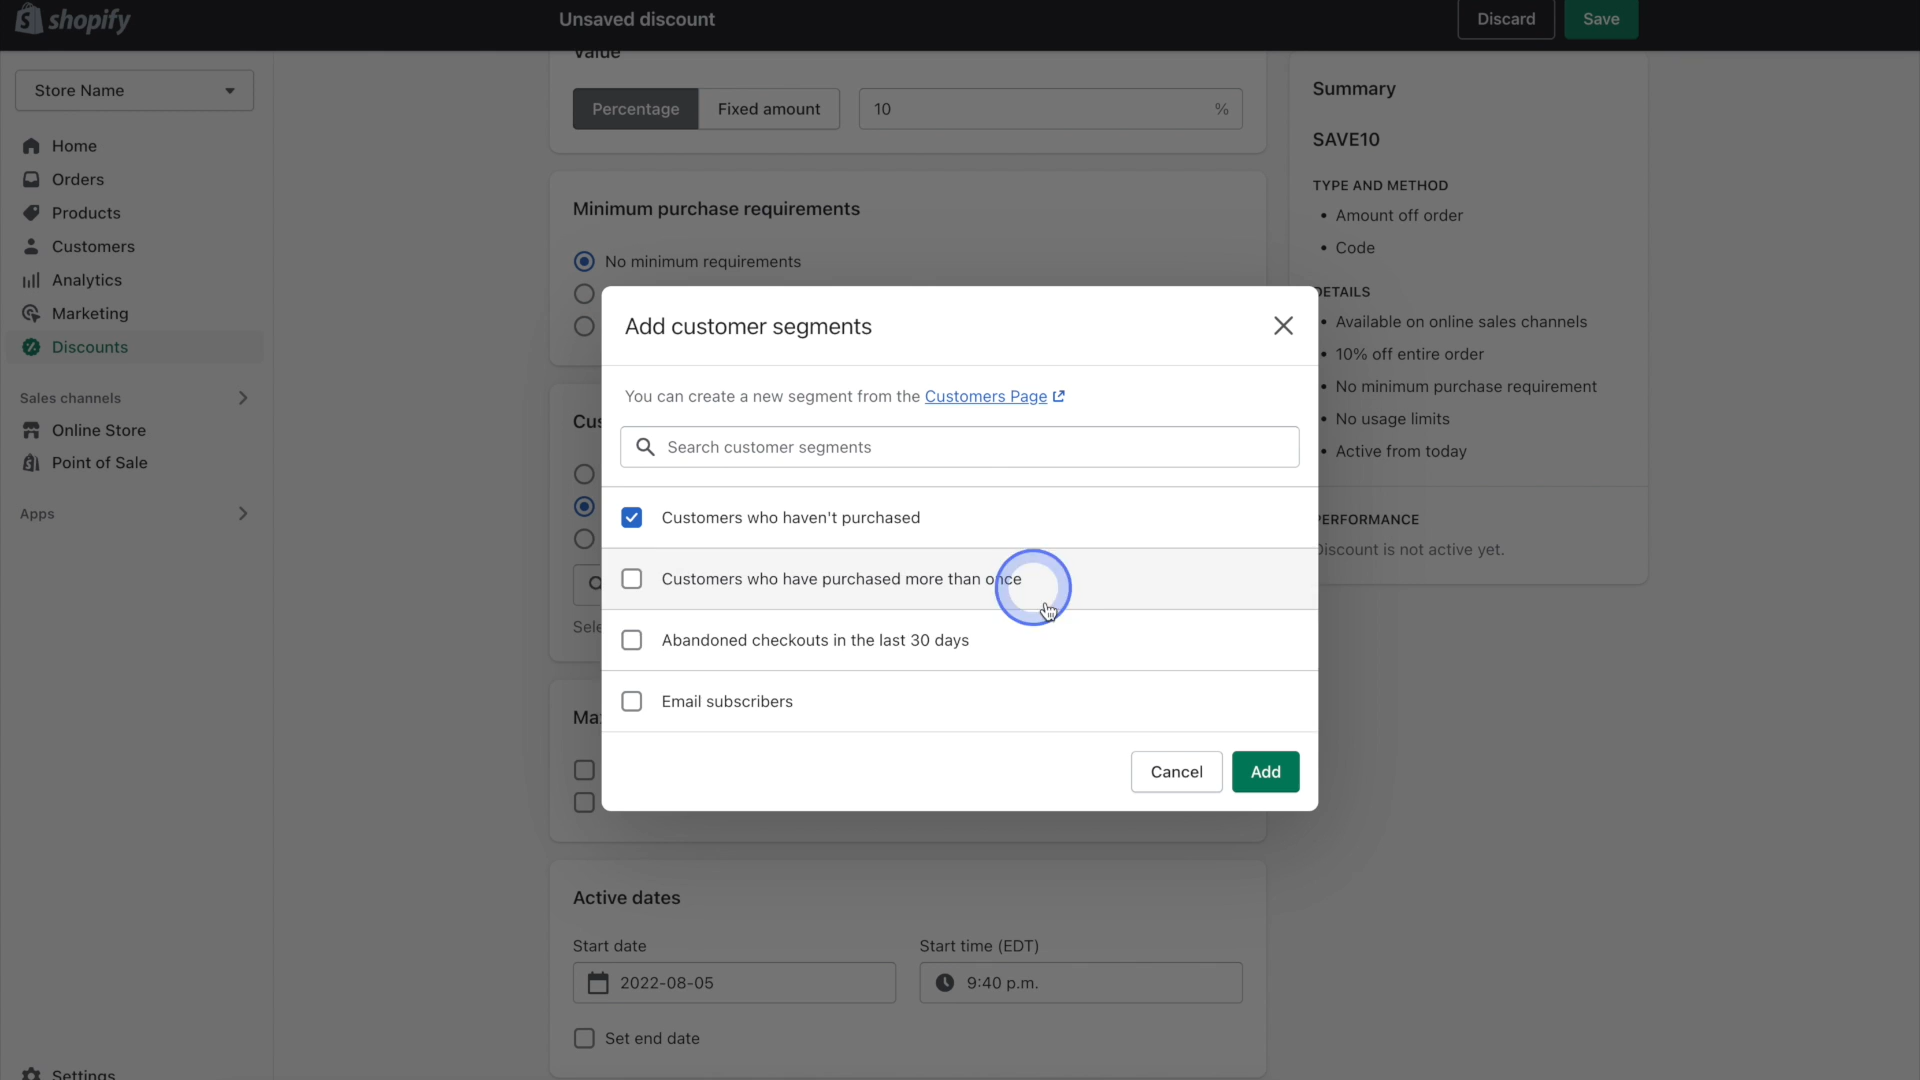 shopify
Unsaved discount
Discard
Save
Store Name
Home
Orders
Products
Customers
Analytics
Marketing
Discounts
Sales channels
Online Store
Point of Sale
Apps
Settings
Value
Percentage
Fixed amount
10
%
Minimum purchase requirements
No minimum requirements
Cus
Sele
Ma
Add customer segments
You can create a new segment from the Customers Page
Search customer segments
Customers who haven't purchased
Customers who have purchased more than once
Abandoned checkouts in the last 30 days
Email subscribers
Cancel
Add
Active dates
Start date
Start time (EDT)
2022-08-05
9:40 p.m.
Set end date
Summary
SAVE10
TYPE AND METHOD
• Amount off order
• Code
DETAILS
• Available on online sales channels
• 10% off entire order
• No minimum purchase requirement
• No usage limits
• Active from today
PERFORMANCE
Discount is not active yet.